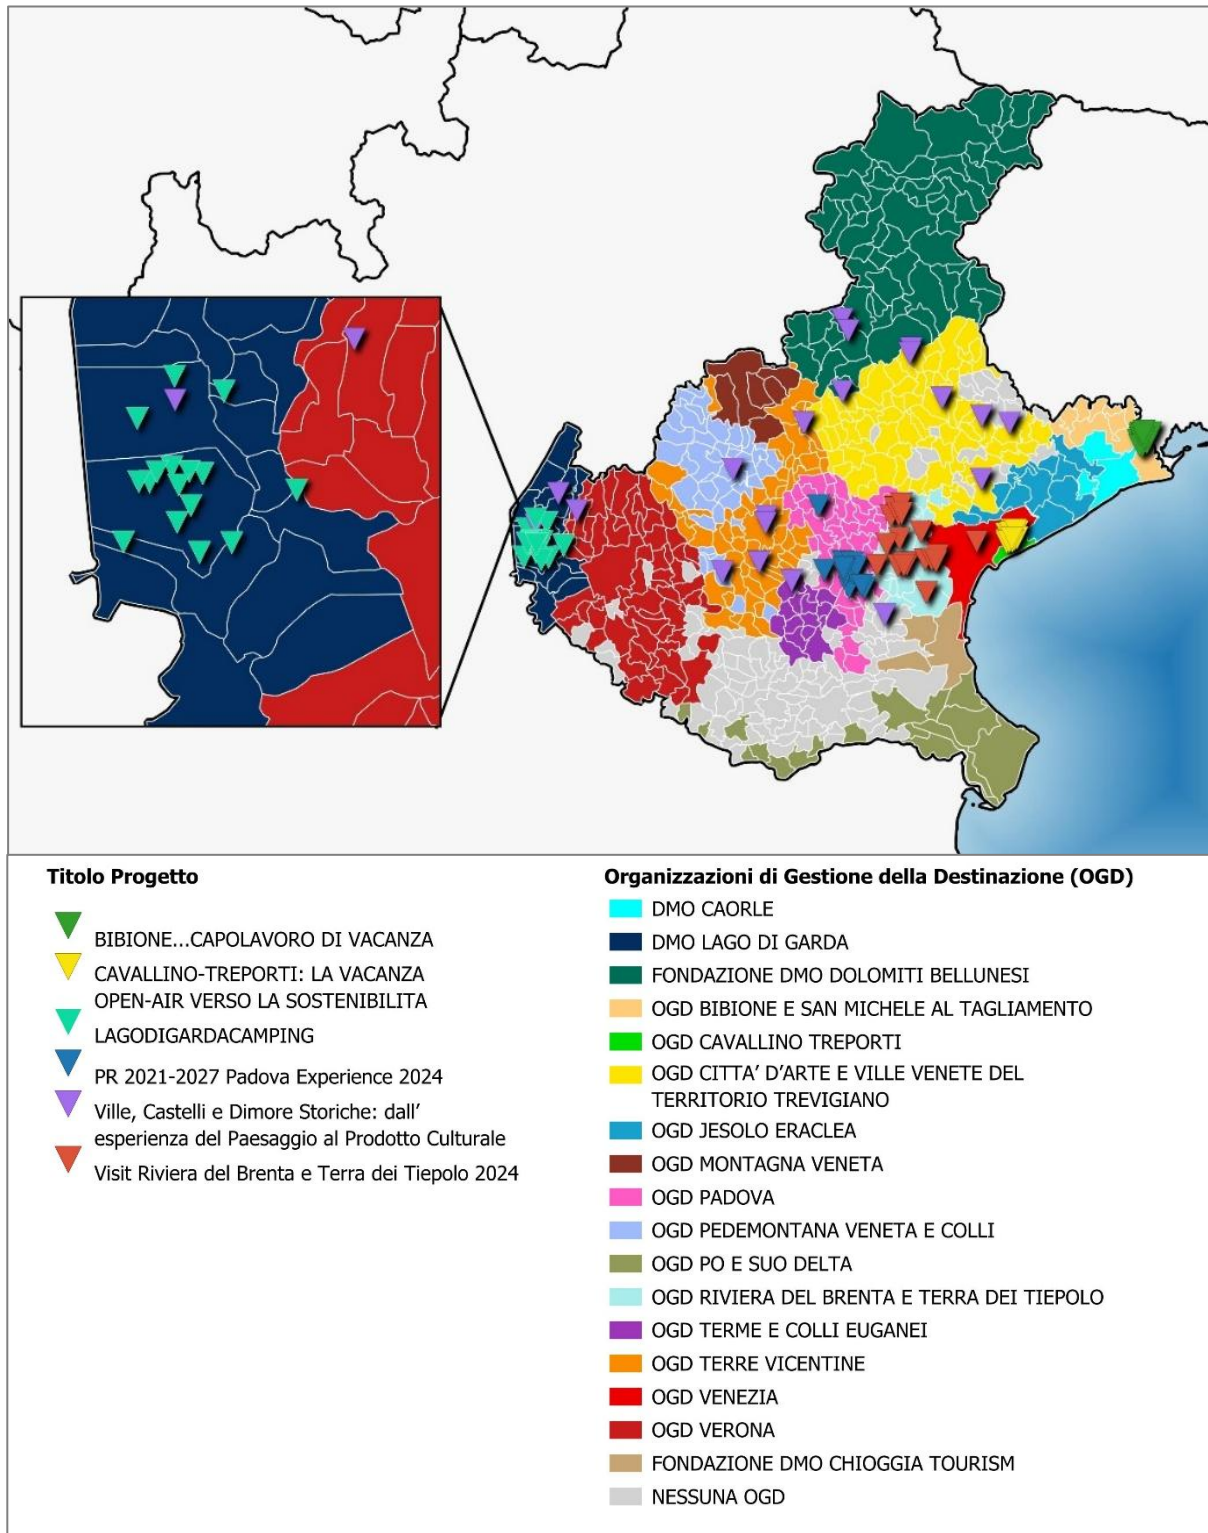 Titolo Progetto
BIBIONE...CAPOLAVORO DI VACANZA
CAVALLINO-TREPORTI: LA VACANZA
OPEN-AIR VERSO LA SOSTENIBILITA
LAGODIGARDACAMPING
PR 2021-2027 Padova Experience 2024
Ville, Castelli e Dimore Storiche: dall'
esperienza del Paesaggio al Prodotto Culturale
Visit Riviera del Brenta e Terra dei Tiepolo 2024
Organizzazioni di Gestione della Destinazione (OGD)
DMO CAORLE
DMO LAGO DI GARDA
FONDAZIONE DMO DOLOMITI BELLUNESI
OGD BIBIONE E SAN MICHELE AL TAGLIAMENTO
OGD CAVALLINO TREPORTI
OGD CITTA' D'ARTE E VILLE VENETE DEL
TERRITORIO TREVIGIANO
OGD JESOLO ERACLEA
OGD MONTAGNA VENETA
OGD PADOVA
OGD PEDEMONTANA VENETA E COLLI
OGD PO E SUO DELTA
OGD RIVIERA DEL BRENTA E TERRA DEI TIEPOLO
OGD TERME E COLLI EUGANEI
OGD TERRE VICENTINE
OGD VENEZIA
OGD VERONA
FONDAZIONE DMO CHIOGGIA TOURISM
NESSUNA OGD